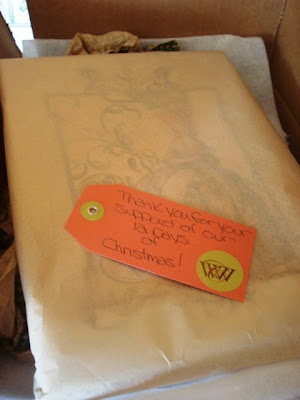 Thank you for your
support of our
12 Days
of
Christmas!
W&W